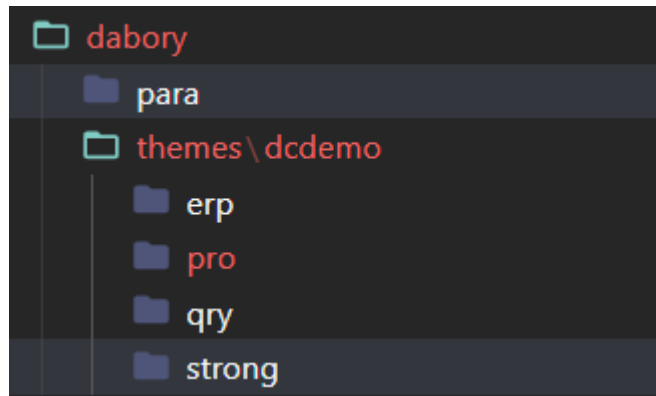 dabory
para
themes\dcdemo
erp
pro
qry
strong